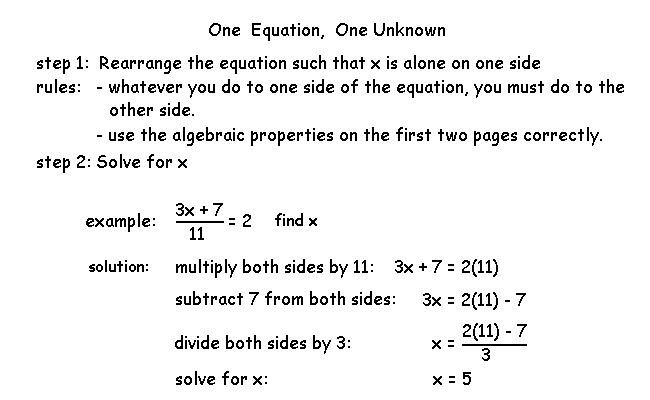 One Equation, One Unknown
step 1: Rearrange the equation such that x is alone on one side
rules: - whatever you do to one side of the equation, you must do to the
other side.
- use the algebraic properties on the first two pages correctly.
step 2: Solve for x
example: (3x + 7)/11 = 2 find x
solution: multiply both sides by 11: 3x + 7 = 2(11)
subtract 7 from both sides: 3x = 2(11) - 7
divide both sides by 3: x = (2(11) - 7)/3
solve for x: x = 5